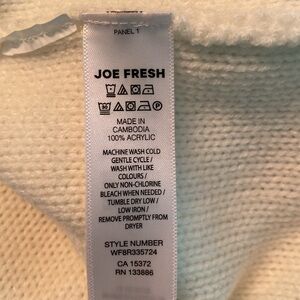 PANEL 1
JOE FRESH
MADE IN
CAMBODIA
100% ACRYLIC
MACHINE WASH COLD
GENTLE CYCLE /
WASH WITH LIKE
COLOURS /
ONLY NON-CHLORINE
BLEACH WHEN NEEDED /
TUMBLE DRY LOW /
LOW IRON /
REMOVE PROMPTLY FROM
DRYER
STYLE NUMBER
WF8R335724
CA 15372
RN 133886